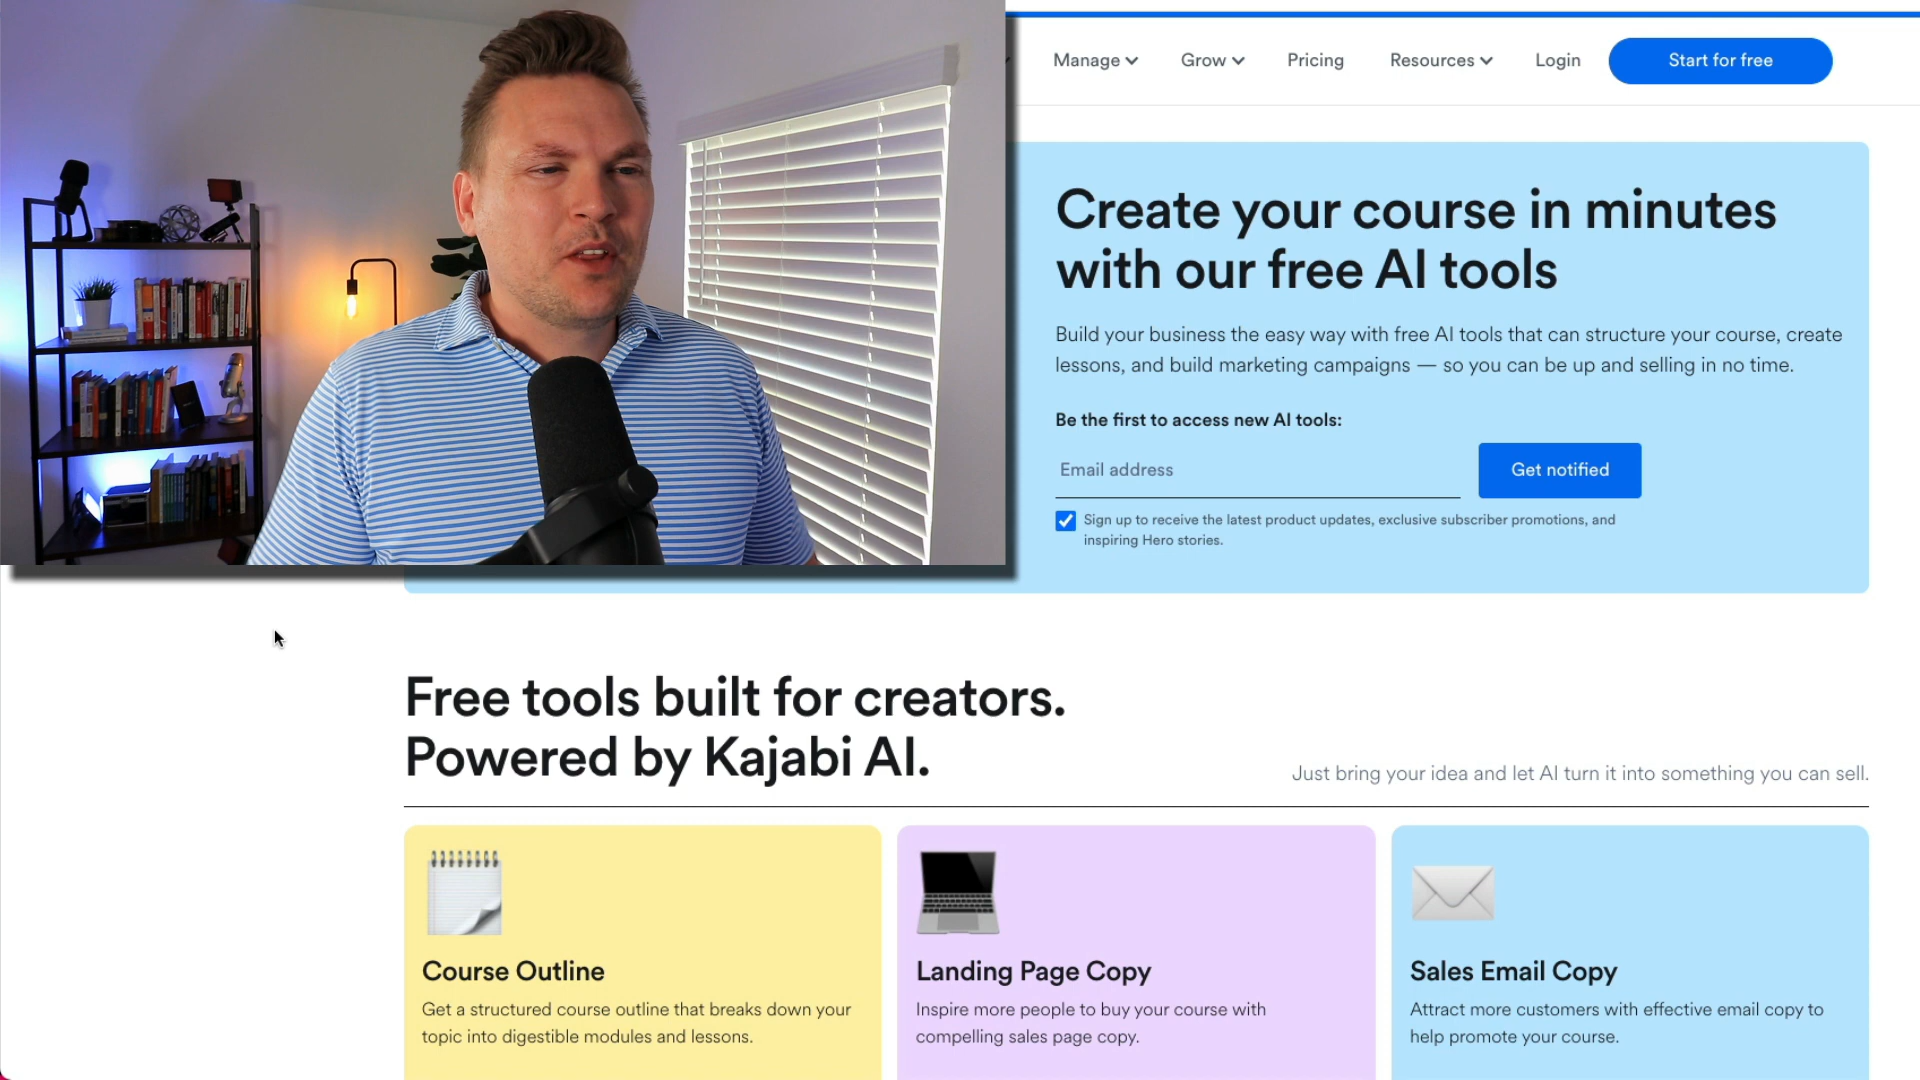 Manage
Grow
Pricing
Resources
Login
Start for free
Create your course in minutes
with our free AI tools
Build your business the easy way with free AI tools that can structure your course, create
lessons, and build marketing campaigns — so you can be up and selling in no time.
Be the first to access new AI tools:
Email address
Get notified
Sign up to receive the latest product updates, exclusive subscriber promotions, and
inspiring Hero stories.
Free tools built for creators.
Powered by Kajabi AI.
Just bring your idea and let AI turn it into something you can sell.
Course Outline
Get a structured course outline that breaks down your
topic into digestible modules and lessons.
Landing Page Copy
Inspire more people to buy your course with
compelling sales page copy.
Sales Email Copy
Attract more customers with effective email copy to
help promote your course.